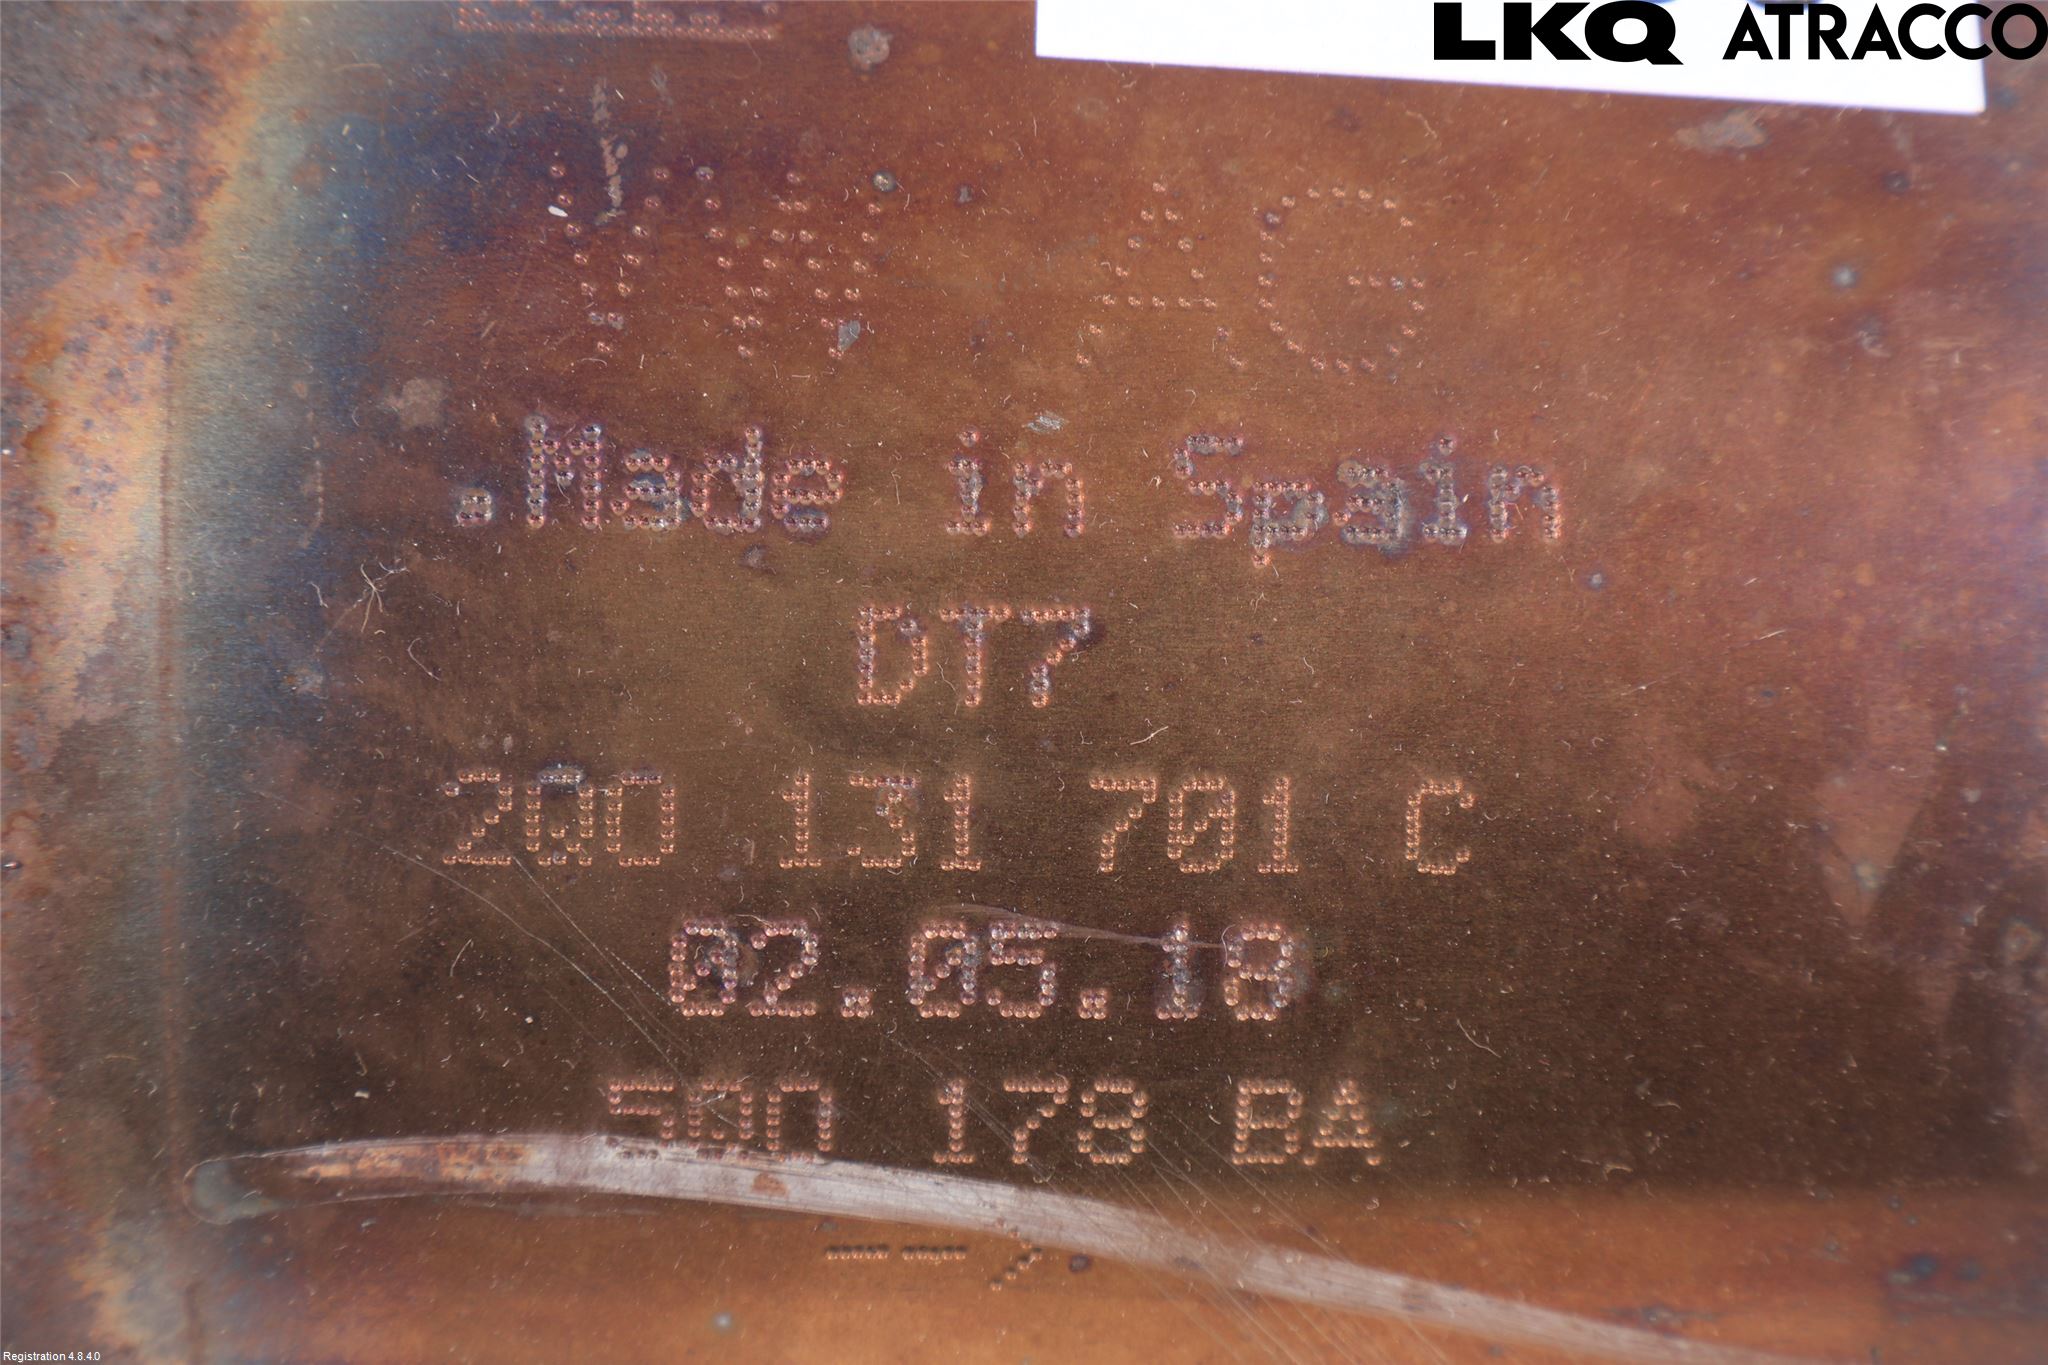 LKQ ATRACCO
VW AG
.Made in Spain
DT7
2Q0 131 701 C
02.05.18
5Q0 178 BA
Registration 4.8.4.0